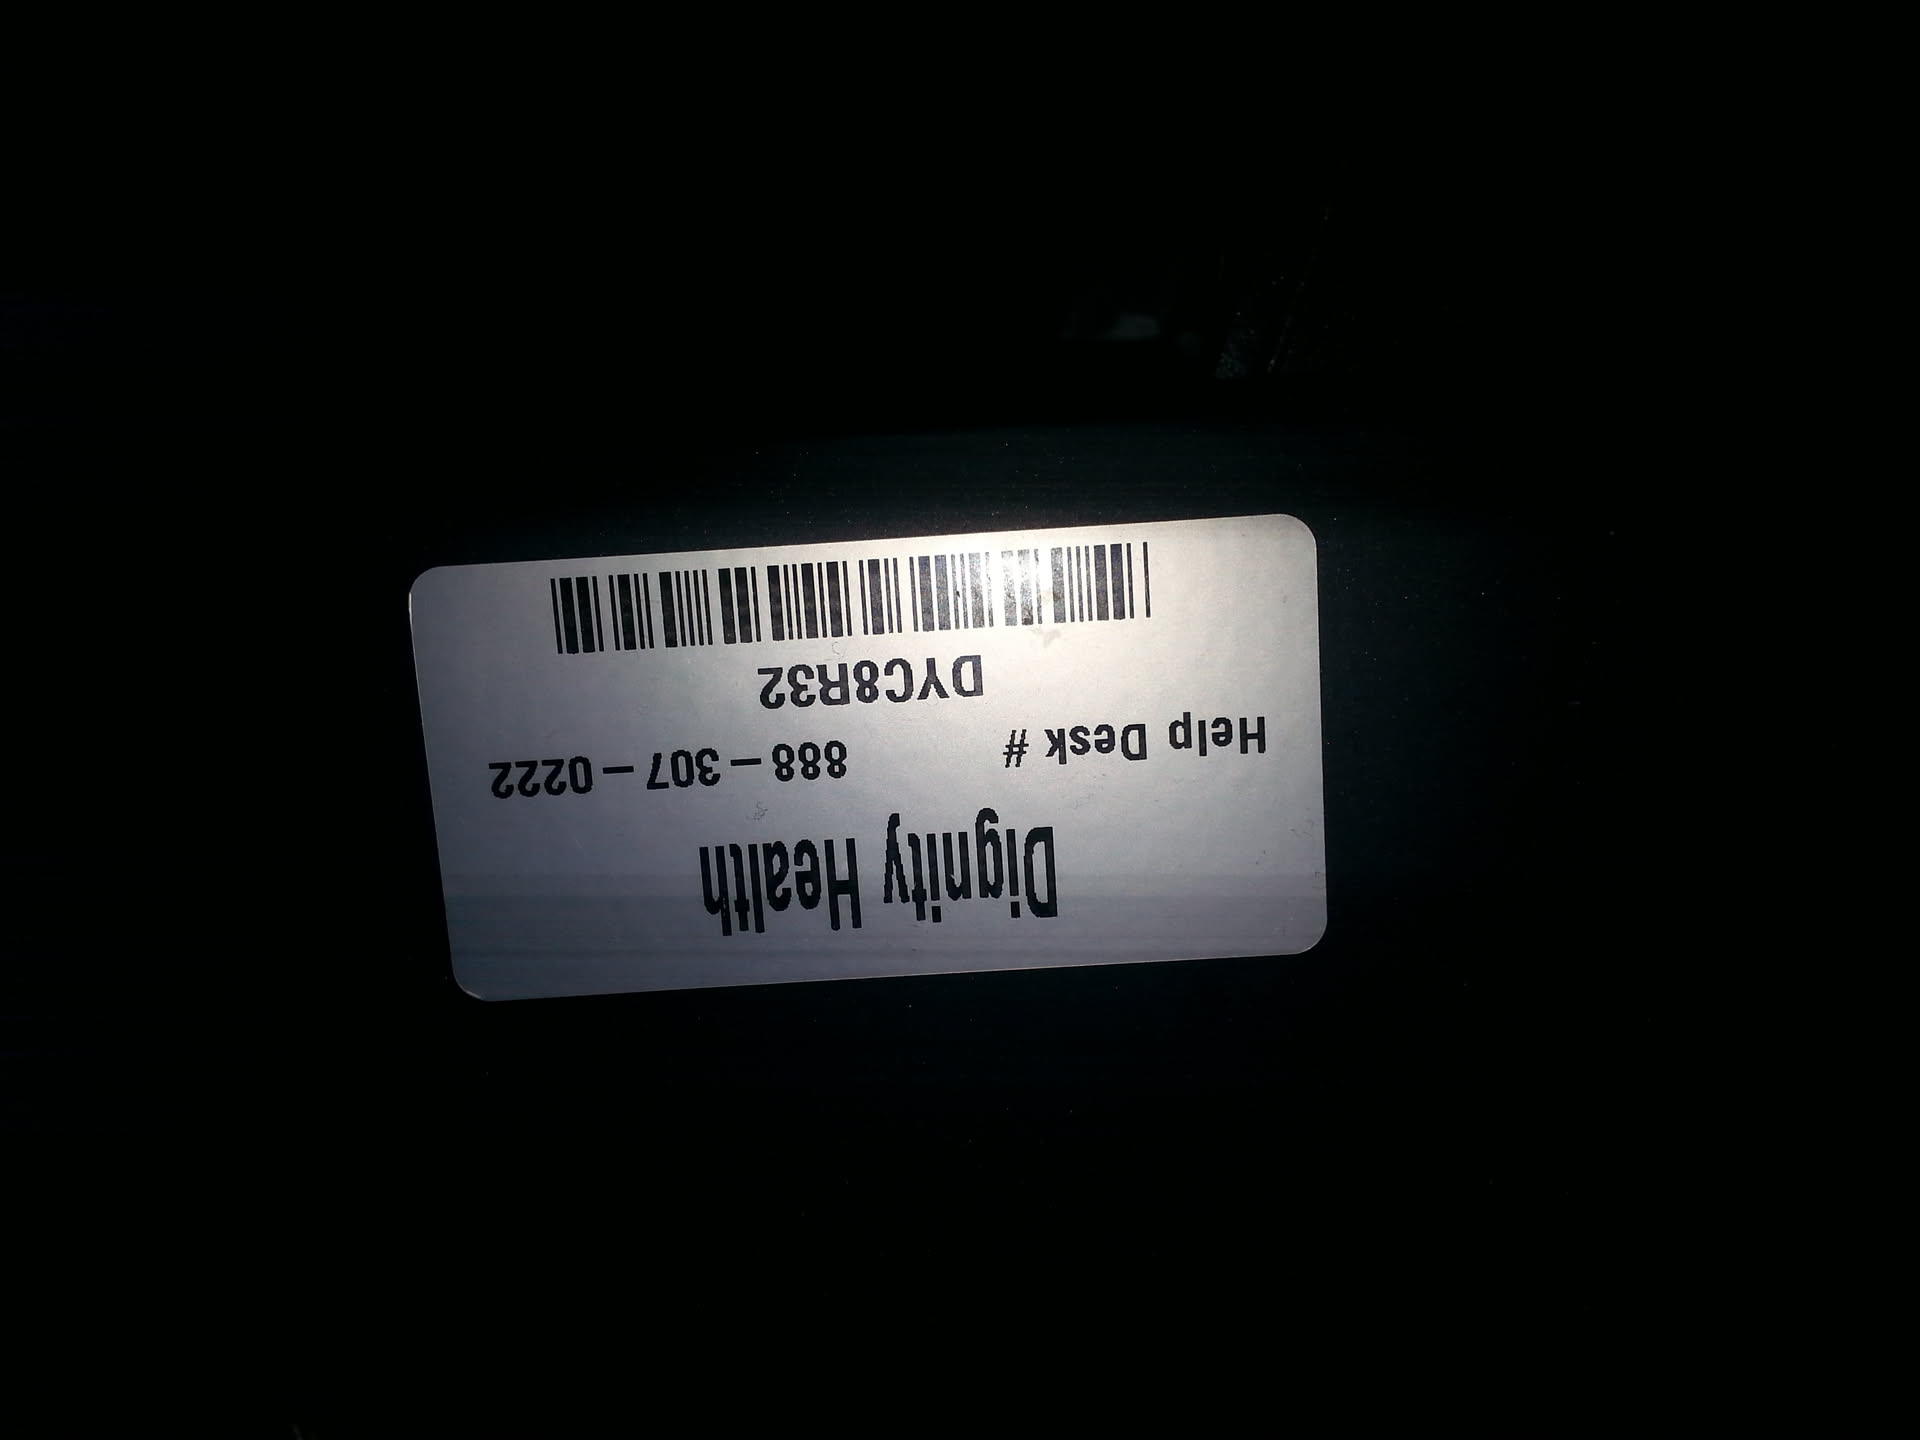 Dignity Health
Help Desk # 888-307-0222
DYC8R32